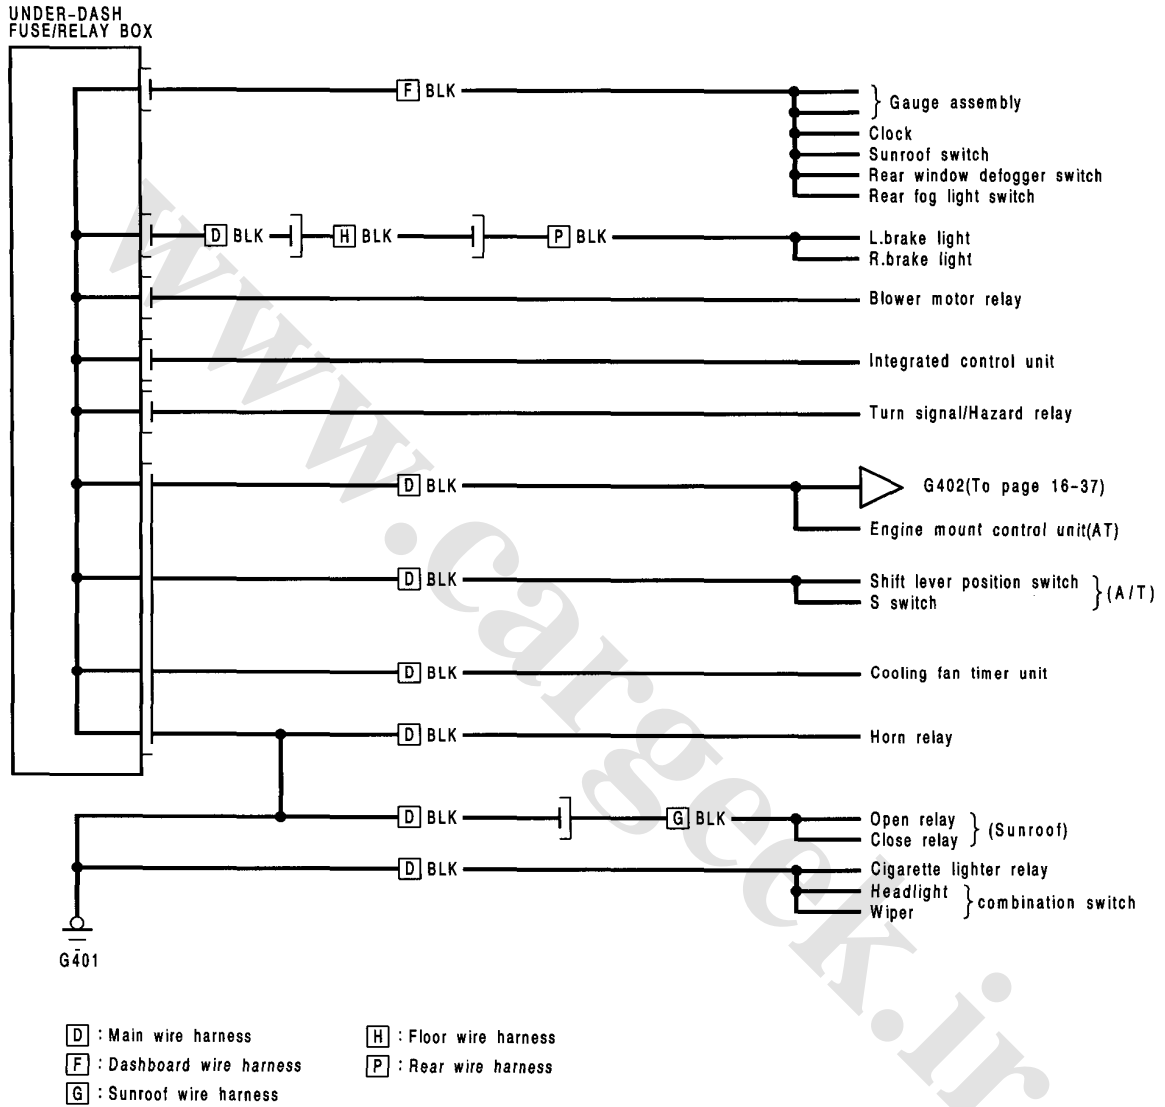 UNDER-DASH
FUSE/RELAY BOX
F BLK
Gauge assembly
Clock
Sunroof switch
Rear window defogger switch
Rear fog light switch
D BLK H BLK P BLK
L.brake light
R.brake light
Blower motor relay
Integrated control unit
Turn signal/Hazard relay
D BLK G402(To page 16-37)
Engine mount control unit(AT)
D BLK Shift lever position switch
S switch
(A/T)
D BLK Cooling fan timer unit
D BLK Horn relay
D BLK G BLK Open relay
Close relay
(Sunroof)
D BLK Cigarette lighter relay
Headlight
Wiper
combination switch
G401
D : Main wire harness
F : Dashboard wire harness
G : Sunroof wire harness
H : Floor wire harness
P : Rear wire harness
www.cargeek.ir